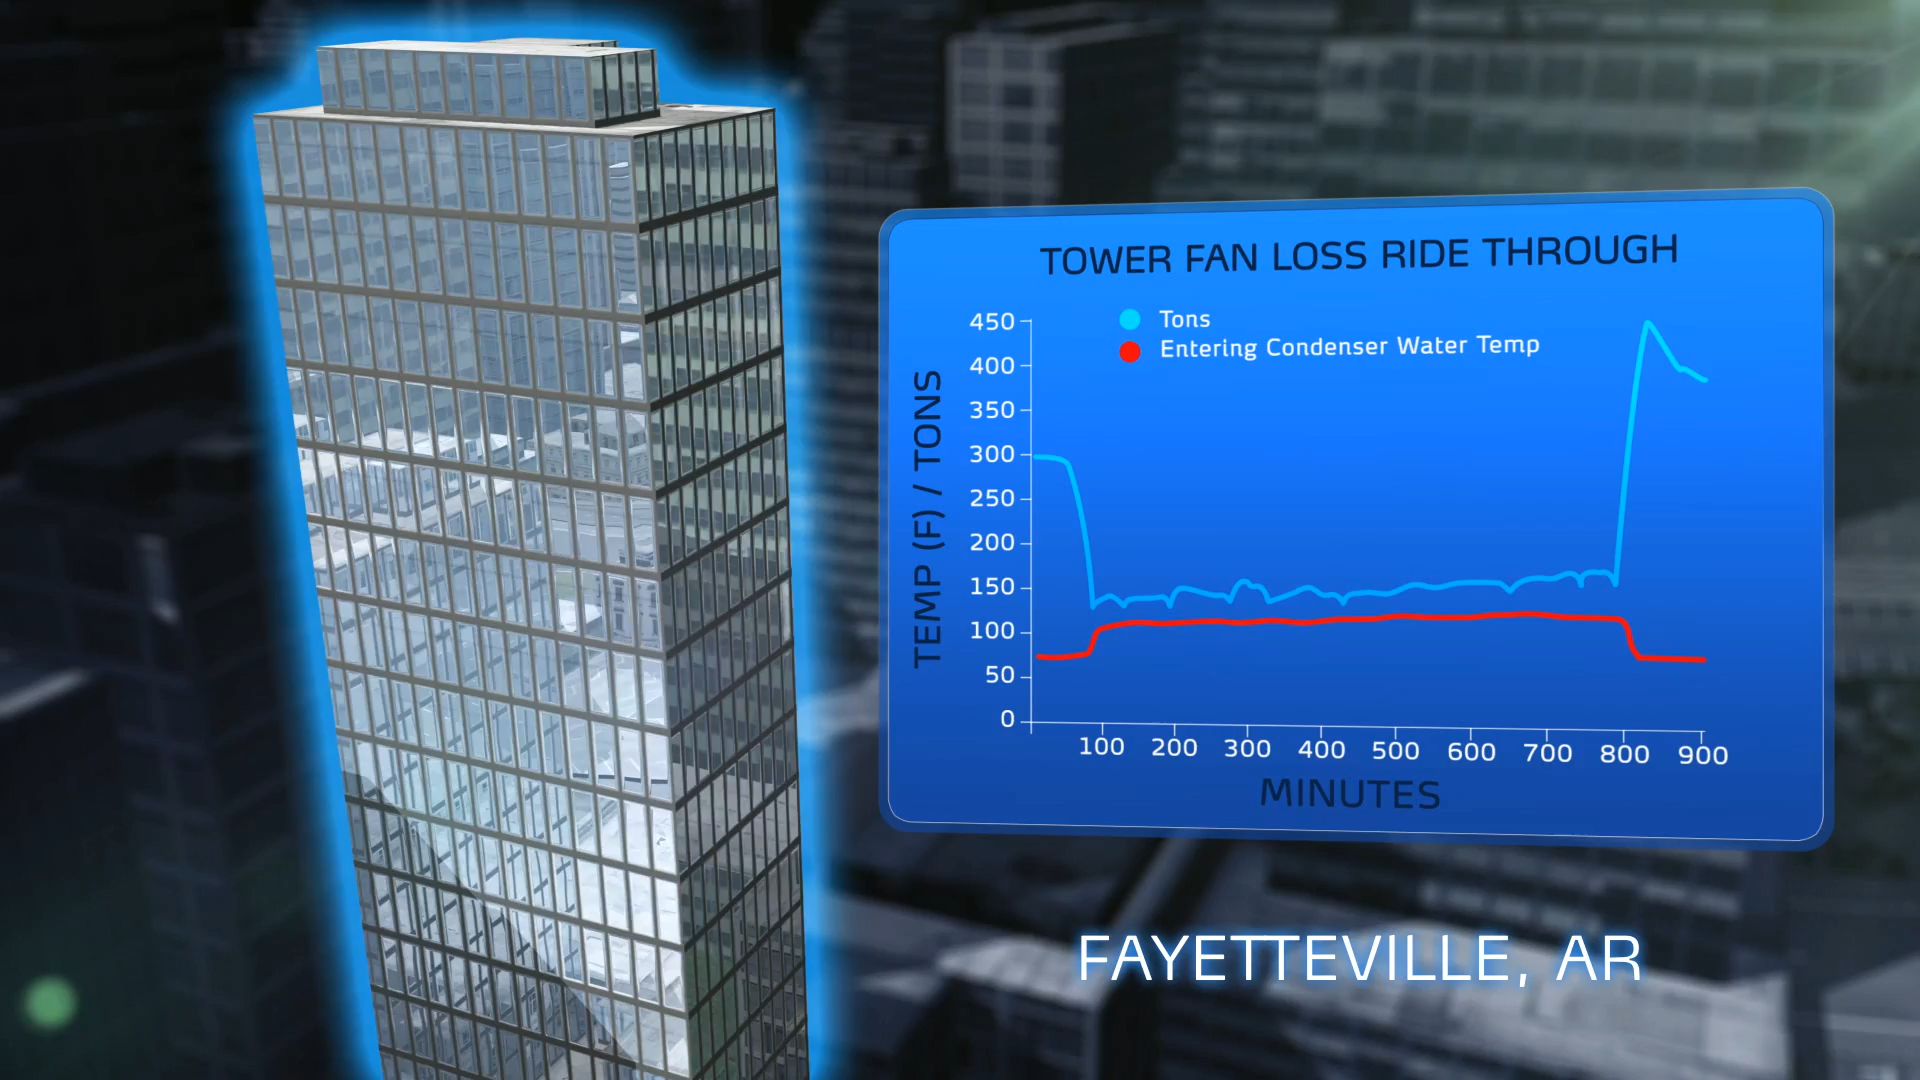 TOWER FAN LOSS RIDE THROUGH
Tons
Entering Condenser Water Temp
TEMP (F) / TONS
450
400
350
300
250
200
150
100
50
0
100 200 300 400 500 600 700 800 900
MINUTES
FAYETTEVILLE, AR